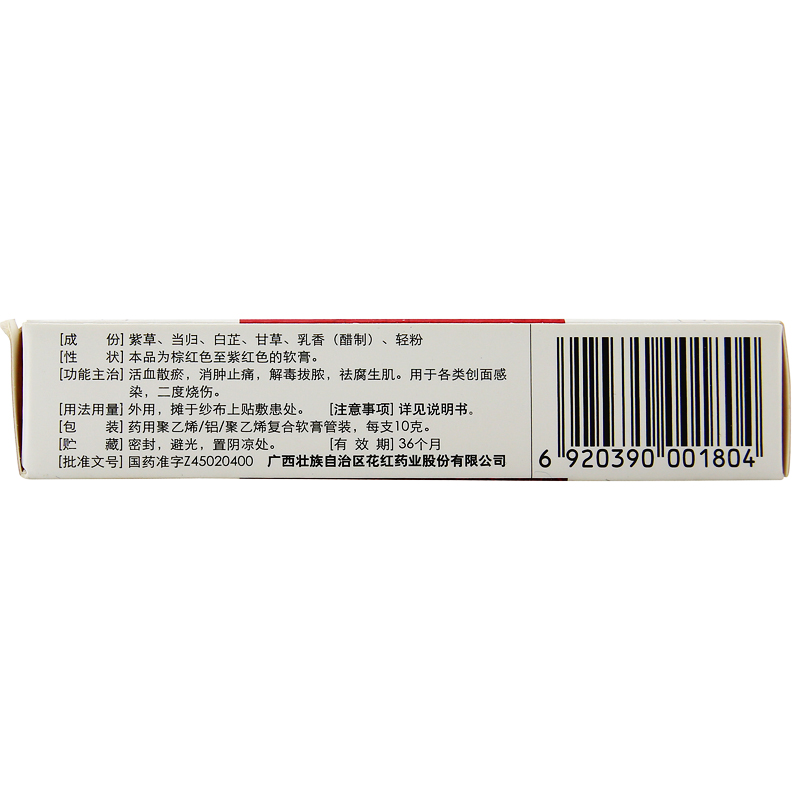 [成 份] 紫草、当归、白芷、甘草、乳香（醋制）、轻粉
[性 状] 本品为棕红色至紫红色的软膏。
[功能主治] 活血散瘀，消肿止痛，解毒拔脓，祛腐生肌。用于各类创面感
染，二度烧伤。
[用法用量] 外用，摊于纱布上贴敷患处。 [注意事项] 详见说明书。
[包 装] 药用聚乙烯/铝/聚乙烯复合软膏管装，每支10克。
[贮 藏] 密封，避光，置阴凉处。 [有 效 期] 36个月
[批准文号] 国药准字Z45020400 广西壮族自治区花红药业股份有限公司
6 920390 001804